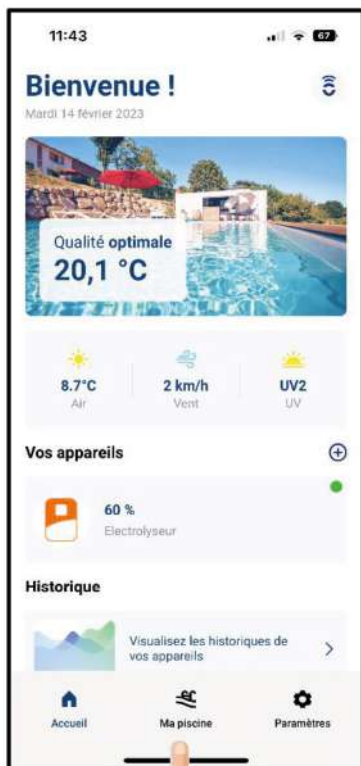 11:43
67
Bienvenue !
Mardi 14 février 2023
Qualité optimale
20,1 °C
8.7°C
2 km/h
UV2
Air
Vent
UV
Vos appareils
60 %
Electrolyseur
Historique
Visualisez les historiques de
vos appareils
Accueil
Ma piscine
Paramètres